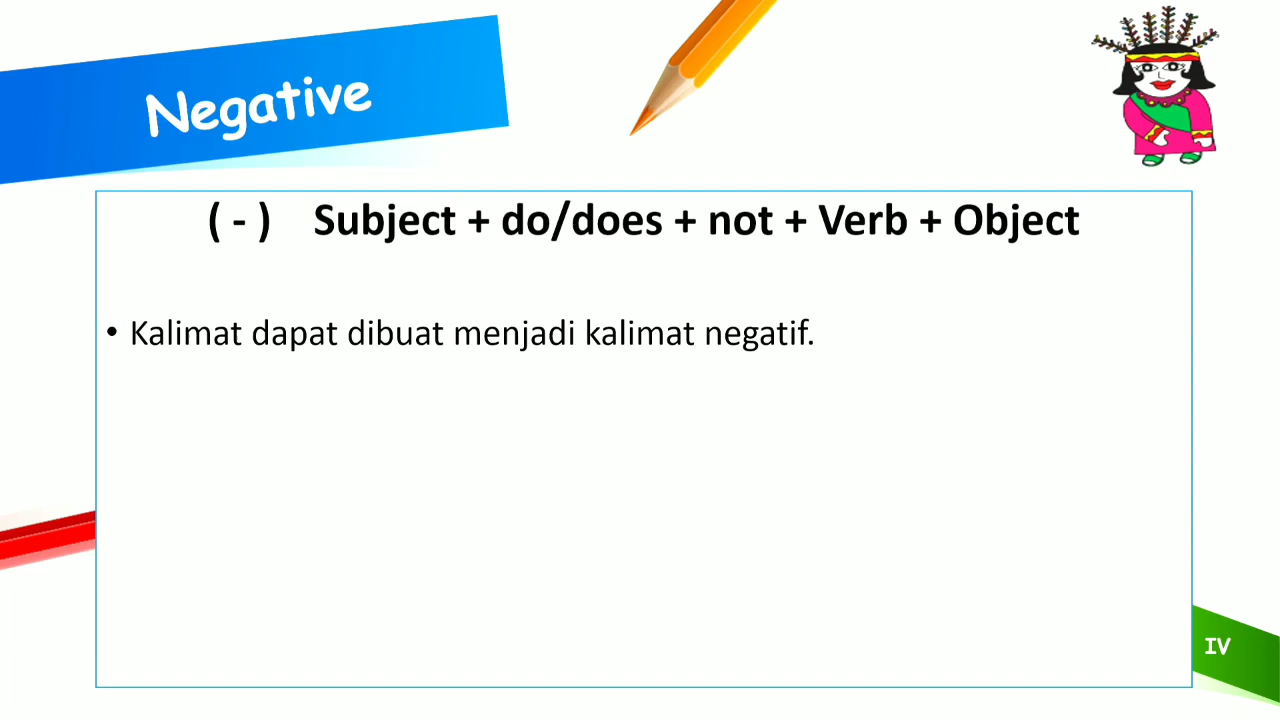 Negative
( - ) Subject + do/does + not + Verb + Object
• Kalimat dapat dibuat menjadi kalimat negatif.
IV